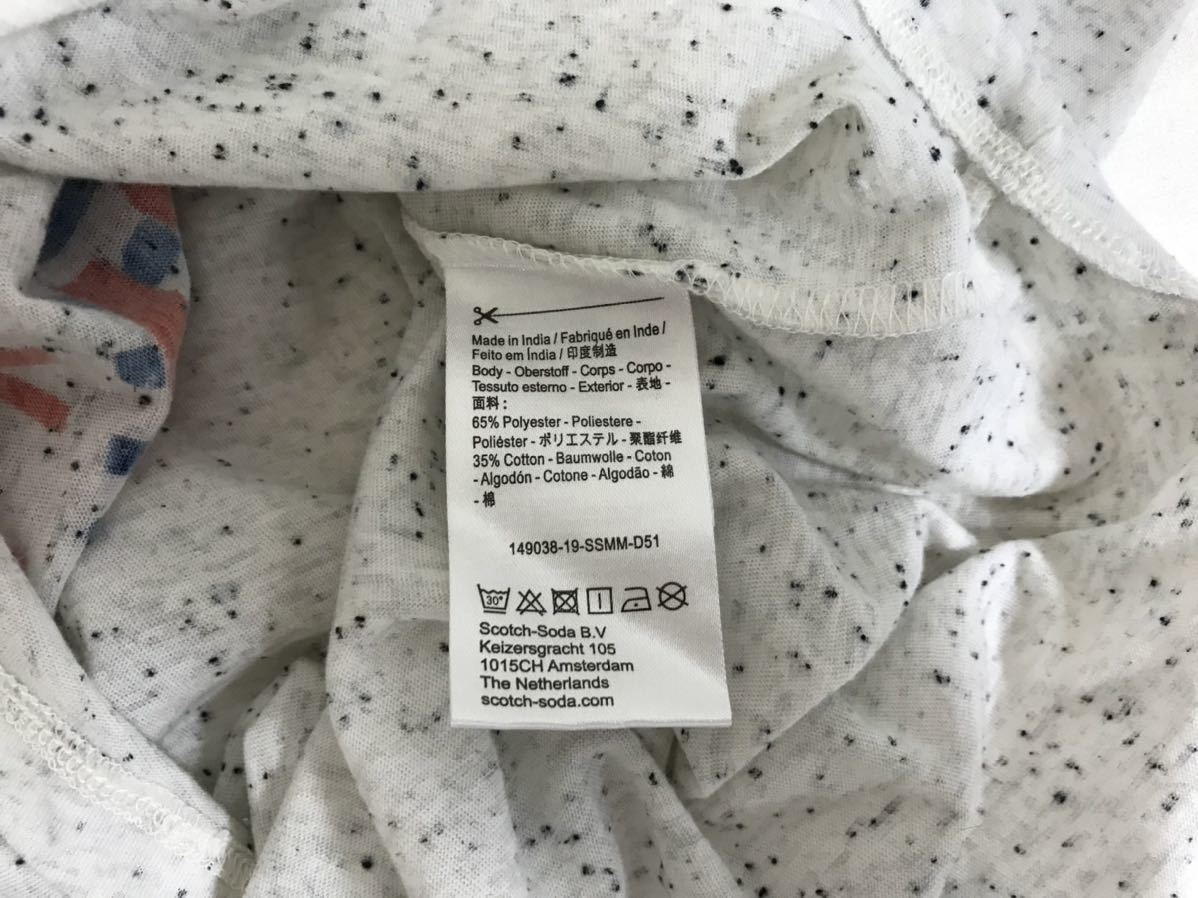 Made in India / Fabriqué en Inde /
Feito em Índia / 印度制造
Body - Oberstoff - Corps - Corpo -
Tessuto esterno - Exterior - 表地 -
面料 :
65% Polyester - Poliestere -
Poliéster - ポリエステル - 聚酯纤维
35% Cotton - Baumwolle - Coton
- Algodón - Cotone - Algodão - 綿
- 棉
149038-19-SSMM-D51
30°
Scotch-Soda B.V
Keizersgracht 105
1015CH Amsterdam
The Netherlands
scotch-soda.com